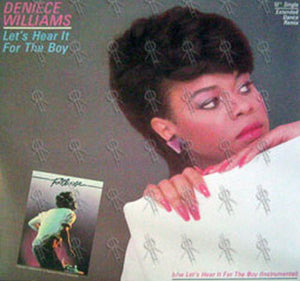 DENIECE
WILLIAMS
Let's Hear It
For The Boy
12" Single
Extended
Dance
Remix
Footloose
b/w Let's Hear It For The Boy (Instrumental)